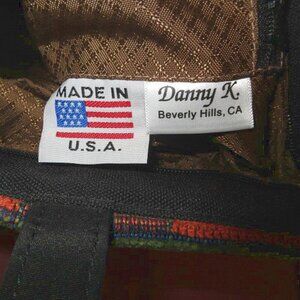 MADE IN
U.S.A.
Danny K.
Beverly Hills, CA